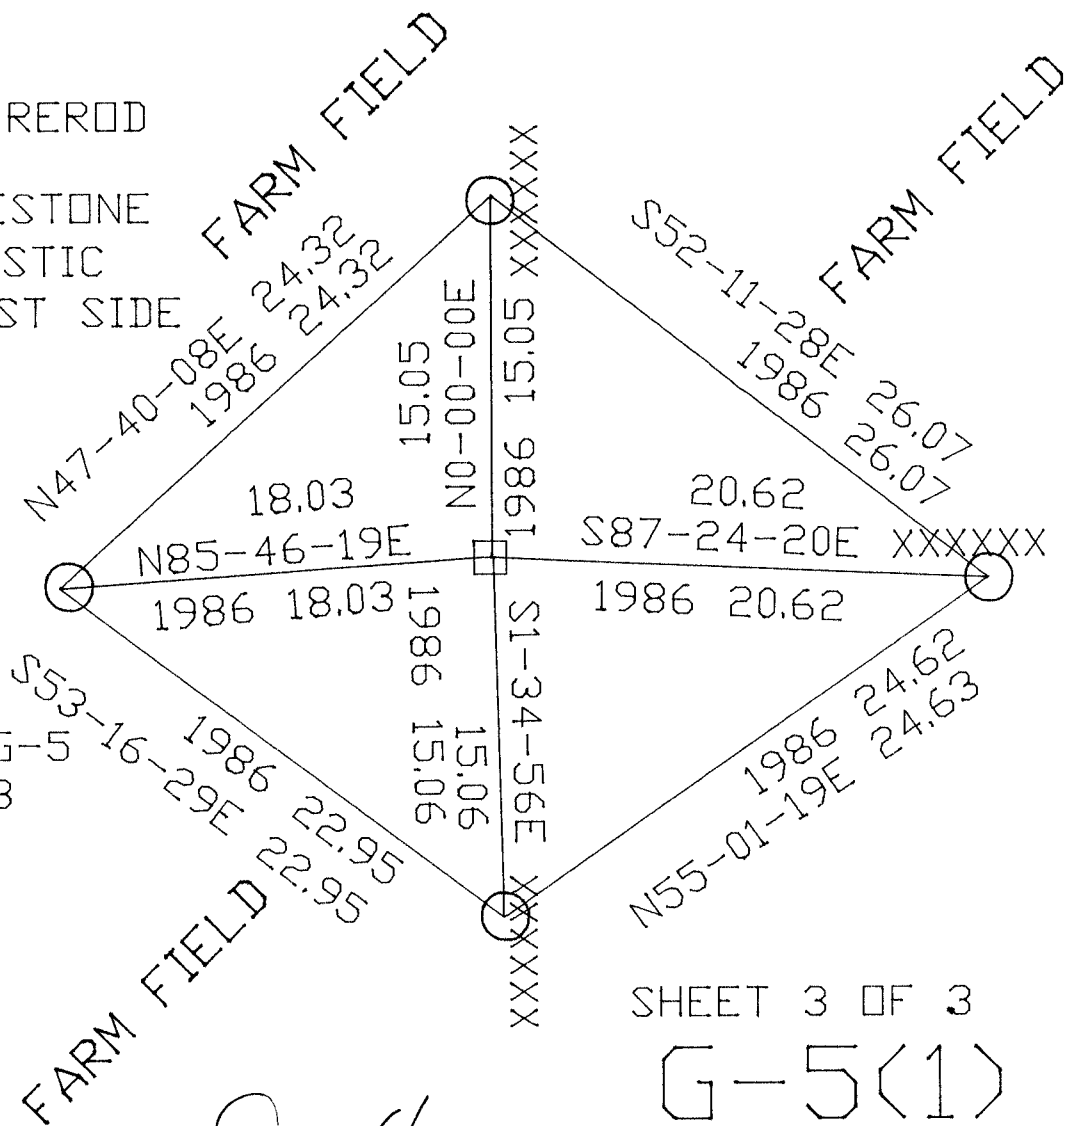 FARM FIELD
FARM FIELD
REROD
STIC
ST SIDE
N47-40-08E 24.32
1986 24.32
15.05
N0-00-00E
1986 15.05
XXXXXXXX
S52-11-28E 26.07
1986 26.07
18.03
N85-46-19E
1986 18.03
20.62
S87-24-20E
XXXXXX
1986 20.62
1986 15.06
15.06
S1-34-56E
XXXXXXXX
1986 22.95
S53-16-29E 22.95
1986 24.62
N55-01-19E 24.63
G-5
FARM FIELD
SHEET 3 OF 3
G-5(1)